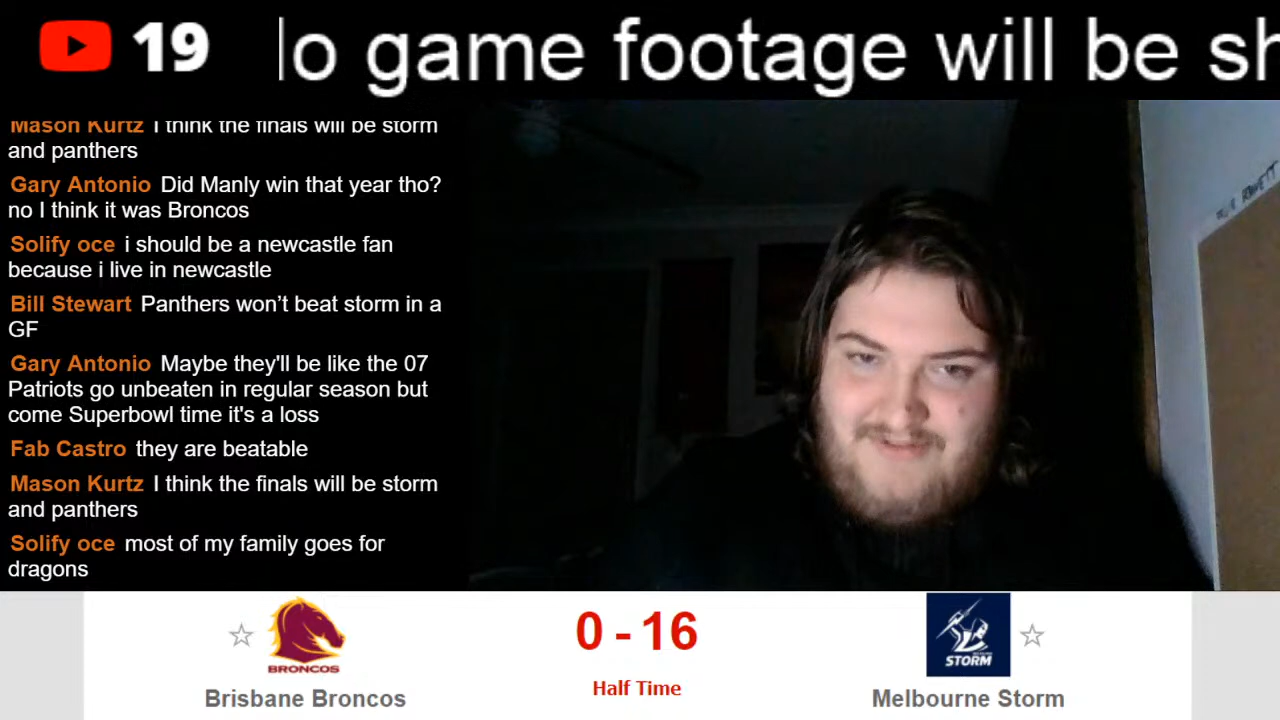 19
lo game footage will be sh
Mason Kurtz I think the finals will be storm
and panthers
Gary Antonio Did Manly win that year tho?
no I think it was Broncos
Solify oce i should be a newcastle fan
because i live in newcastle
Bill Stewart Panthers won’t beat storm in a
GF
Gary Antonio Maybe they'll be like the 07
Patriots go unbeaten in regular season but
come Superbowl time it's a loss
Fab Castro they are beatable
Mason Kurtz I think the finals will be storm
and panthers
Solify oce most of my family goes for
dragons
BRONCOS
Brisbane Broncos
0 - 16
Half Time
STORM
Melbourne Storm